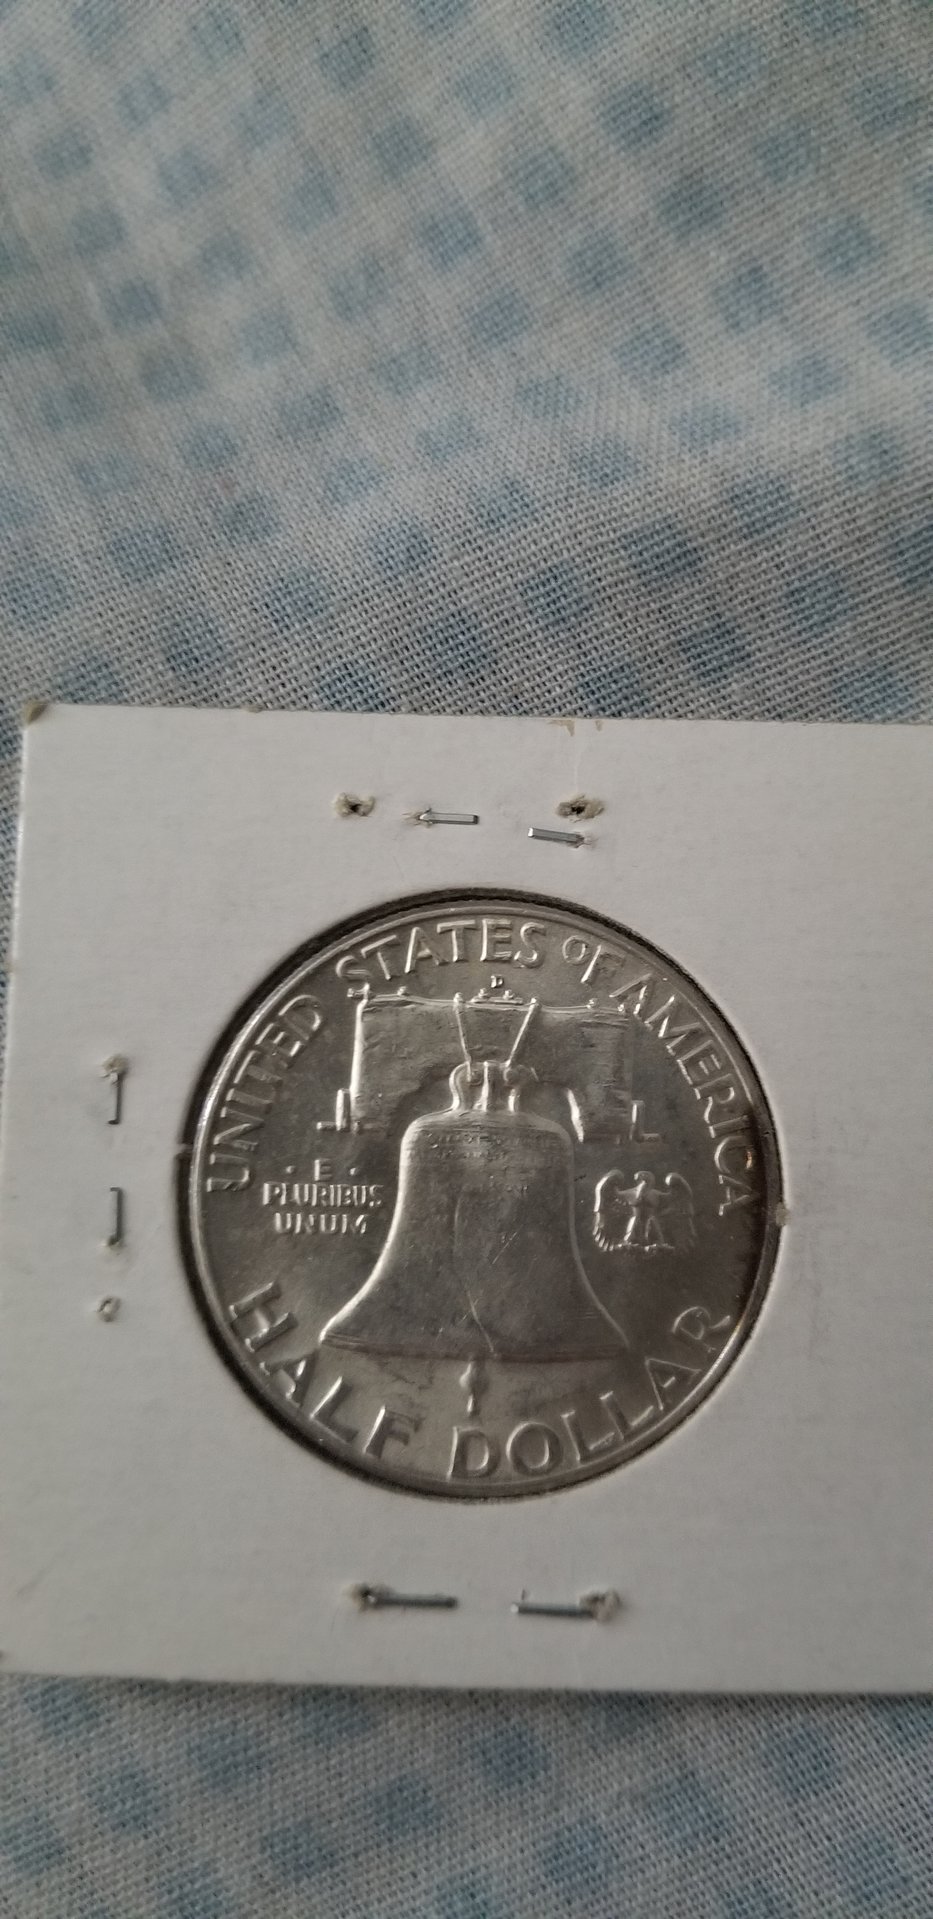 UNITED STATES OF AMERICA
D
· E ·
PLURIBUS
UNUM
HALF DOLLAR